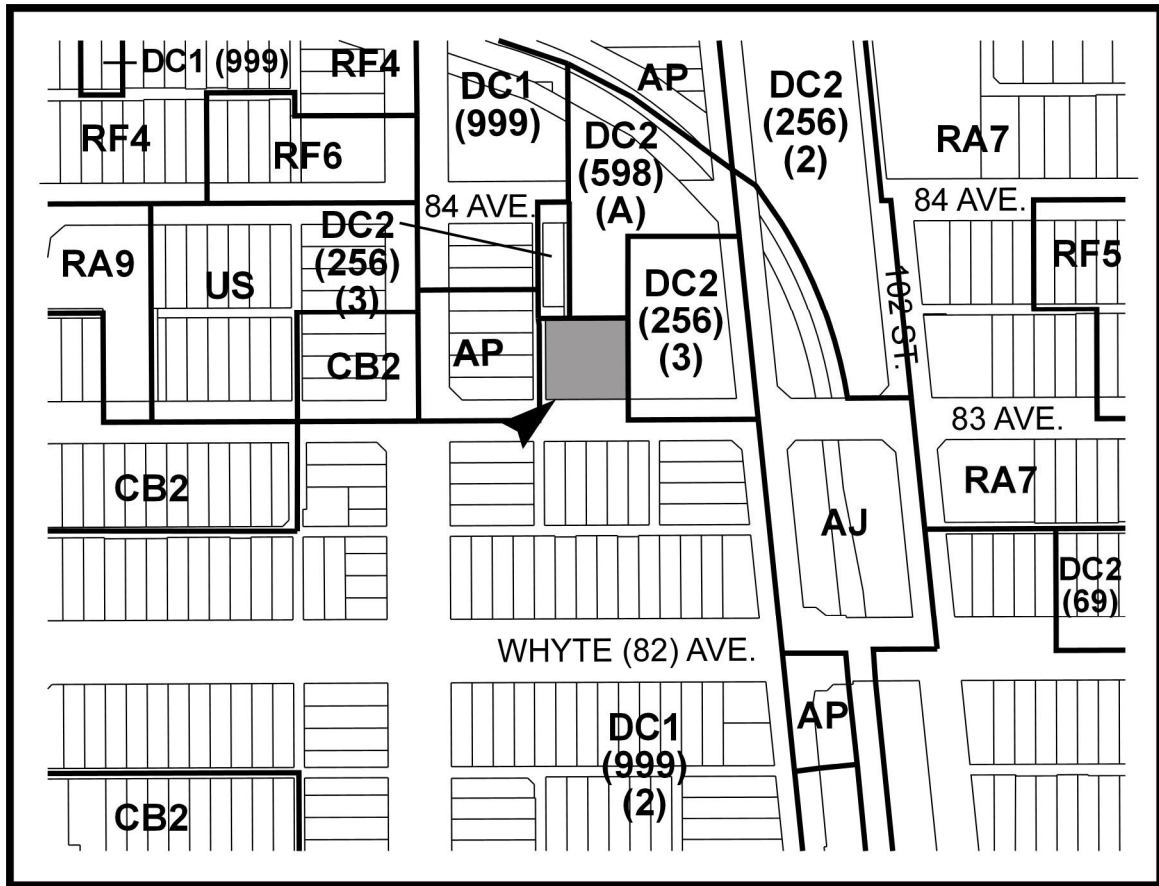 DC1 (999)
RF4
DC1
(999)
AP
DC2
(256)
(2)
RF4
RF6
DC2
(598)
(A)
RA7
84 AVE.
84 AVE.
DC2
(256)
(3)
RA9
US
RF5
DC2
(256)
(3)
102 ST.
CB2
AP
83 AVE.
CB2
RA7
AJ
DC2
(69)
WHYTE (82) AVE.
AP
DC1
(999)
(2)
CB2